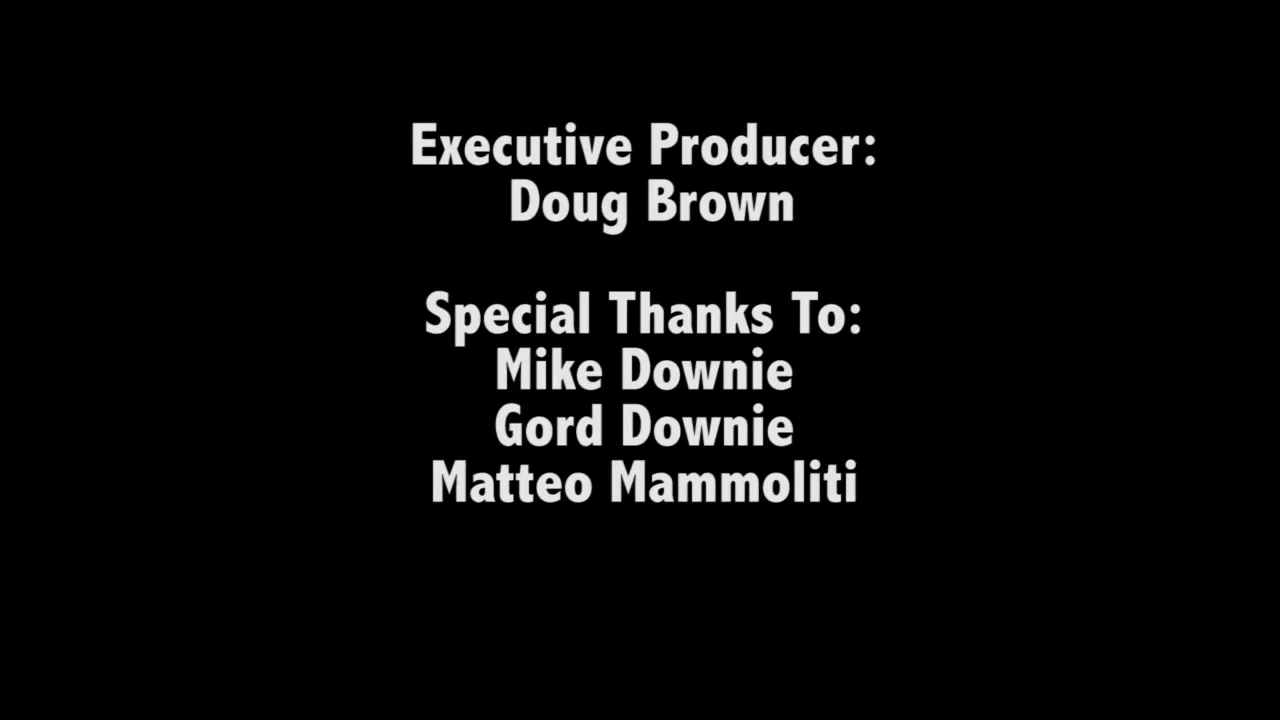 Executive Producer:
Doug Brown
Special Thanks To:
Mike Downie
Gord Downie
Matteo Mammoliti